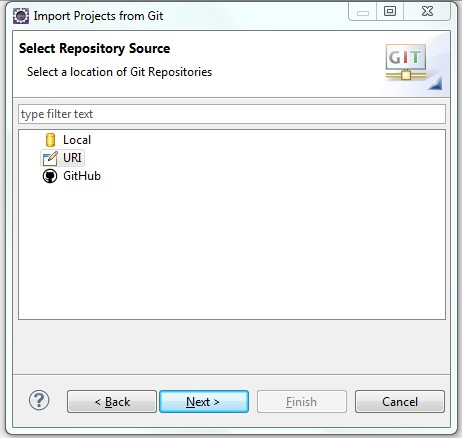 Import Projects from Git
Select Repository Source
Select a location of Git Repositories
GIT
type filter text
Local
URI
GitHub
?
< Back
Next >
Finish
Cancel